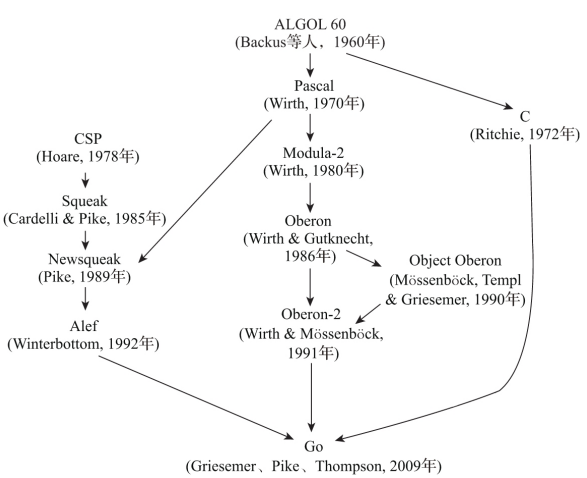 ALGOL 60
(Backus等人，1960年)
Pascal
(Wirth, 1970年)
C
(Ritchie, 1972年)
CSP
(Hoare, 1978年)
Modula-2
(Wirth, 1980年)
Squeak
(Cardelli & Pike, 1985年)
Oberon
(Wirth & Gutknecht,
1986年)
Newsqueak
(Pike, 1989年)
Object Oberon
(Mössenböck, Templ
& Griesemer, 1990年)
Alef
(Winterbottom, 1992年)
Oberon-2
(Wirth & Mössenböck,
1991年)
Go
(Griesemer、Pike、Thompson, 2009年)